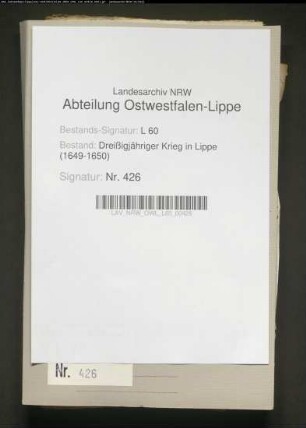 Landesarchiv NRW
Abteilung Ostwestfalen-Lippe
Bestands-Signatur: L 60
Bestand: Dreißigjähriger Krieg in Lippe
(1649-1650)
Signatur: Nr. 426
LAV_NRW_OWL_L60_00426
Nr. 426